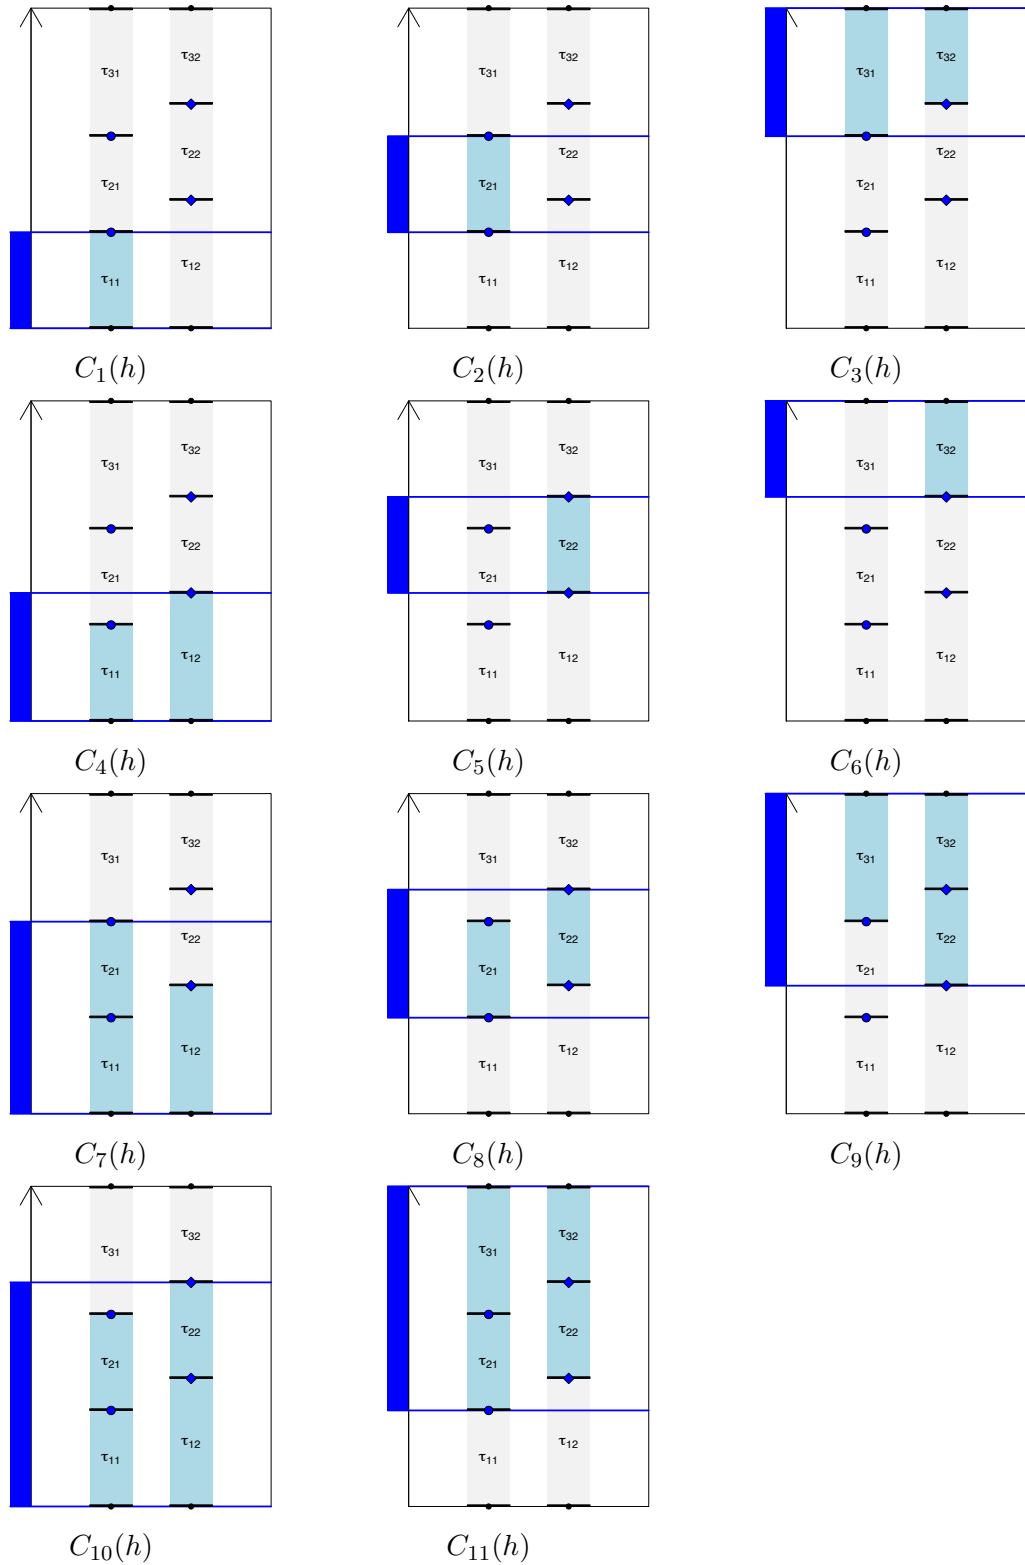 τ32 τ32 τ31 τ32
τ31 τ31
τ22 τ22 τ22
τ21 τ21 τ21
τ12 τ12 τ12
τ11 τ11 τ11
C1(h) C2(h) C3(h)
τ32 τ32 τ32
τ31 τ31 τ31
τ22 τ22 τ22
τ21 τ21 τ21
τ12 τ12 τ12
τ11 τ11 τ11
C4(h) C5(h) C6(h)
τ32 τ32 τ32
τ31 τ31 τ31
τ22 τ22 τ22
τ21 τ21 τ21
τ12 τ12 τ12
τ11 τ11 τ11
C7(h) C8(h) C9(h)
τ32 τ32
τ31 τ31
τ22 τ22
τ21 τ21
τ12 τ12
τ11 τ11
C10(h) C11(h)